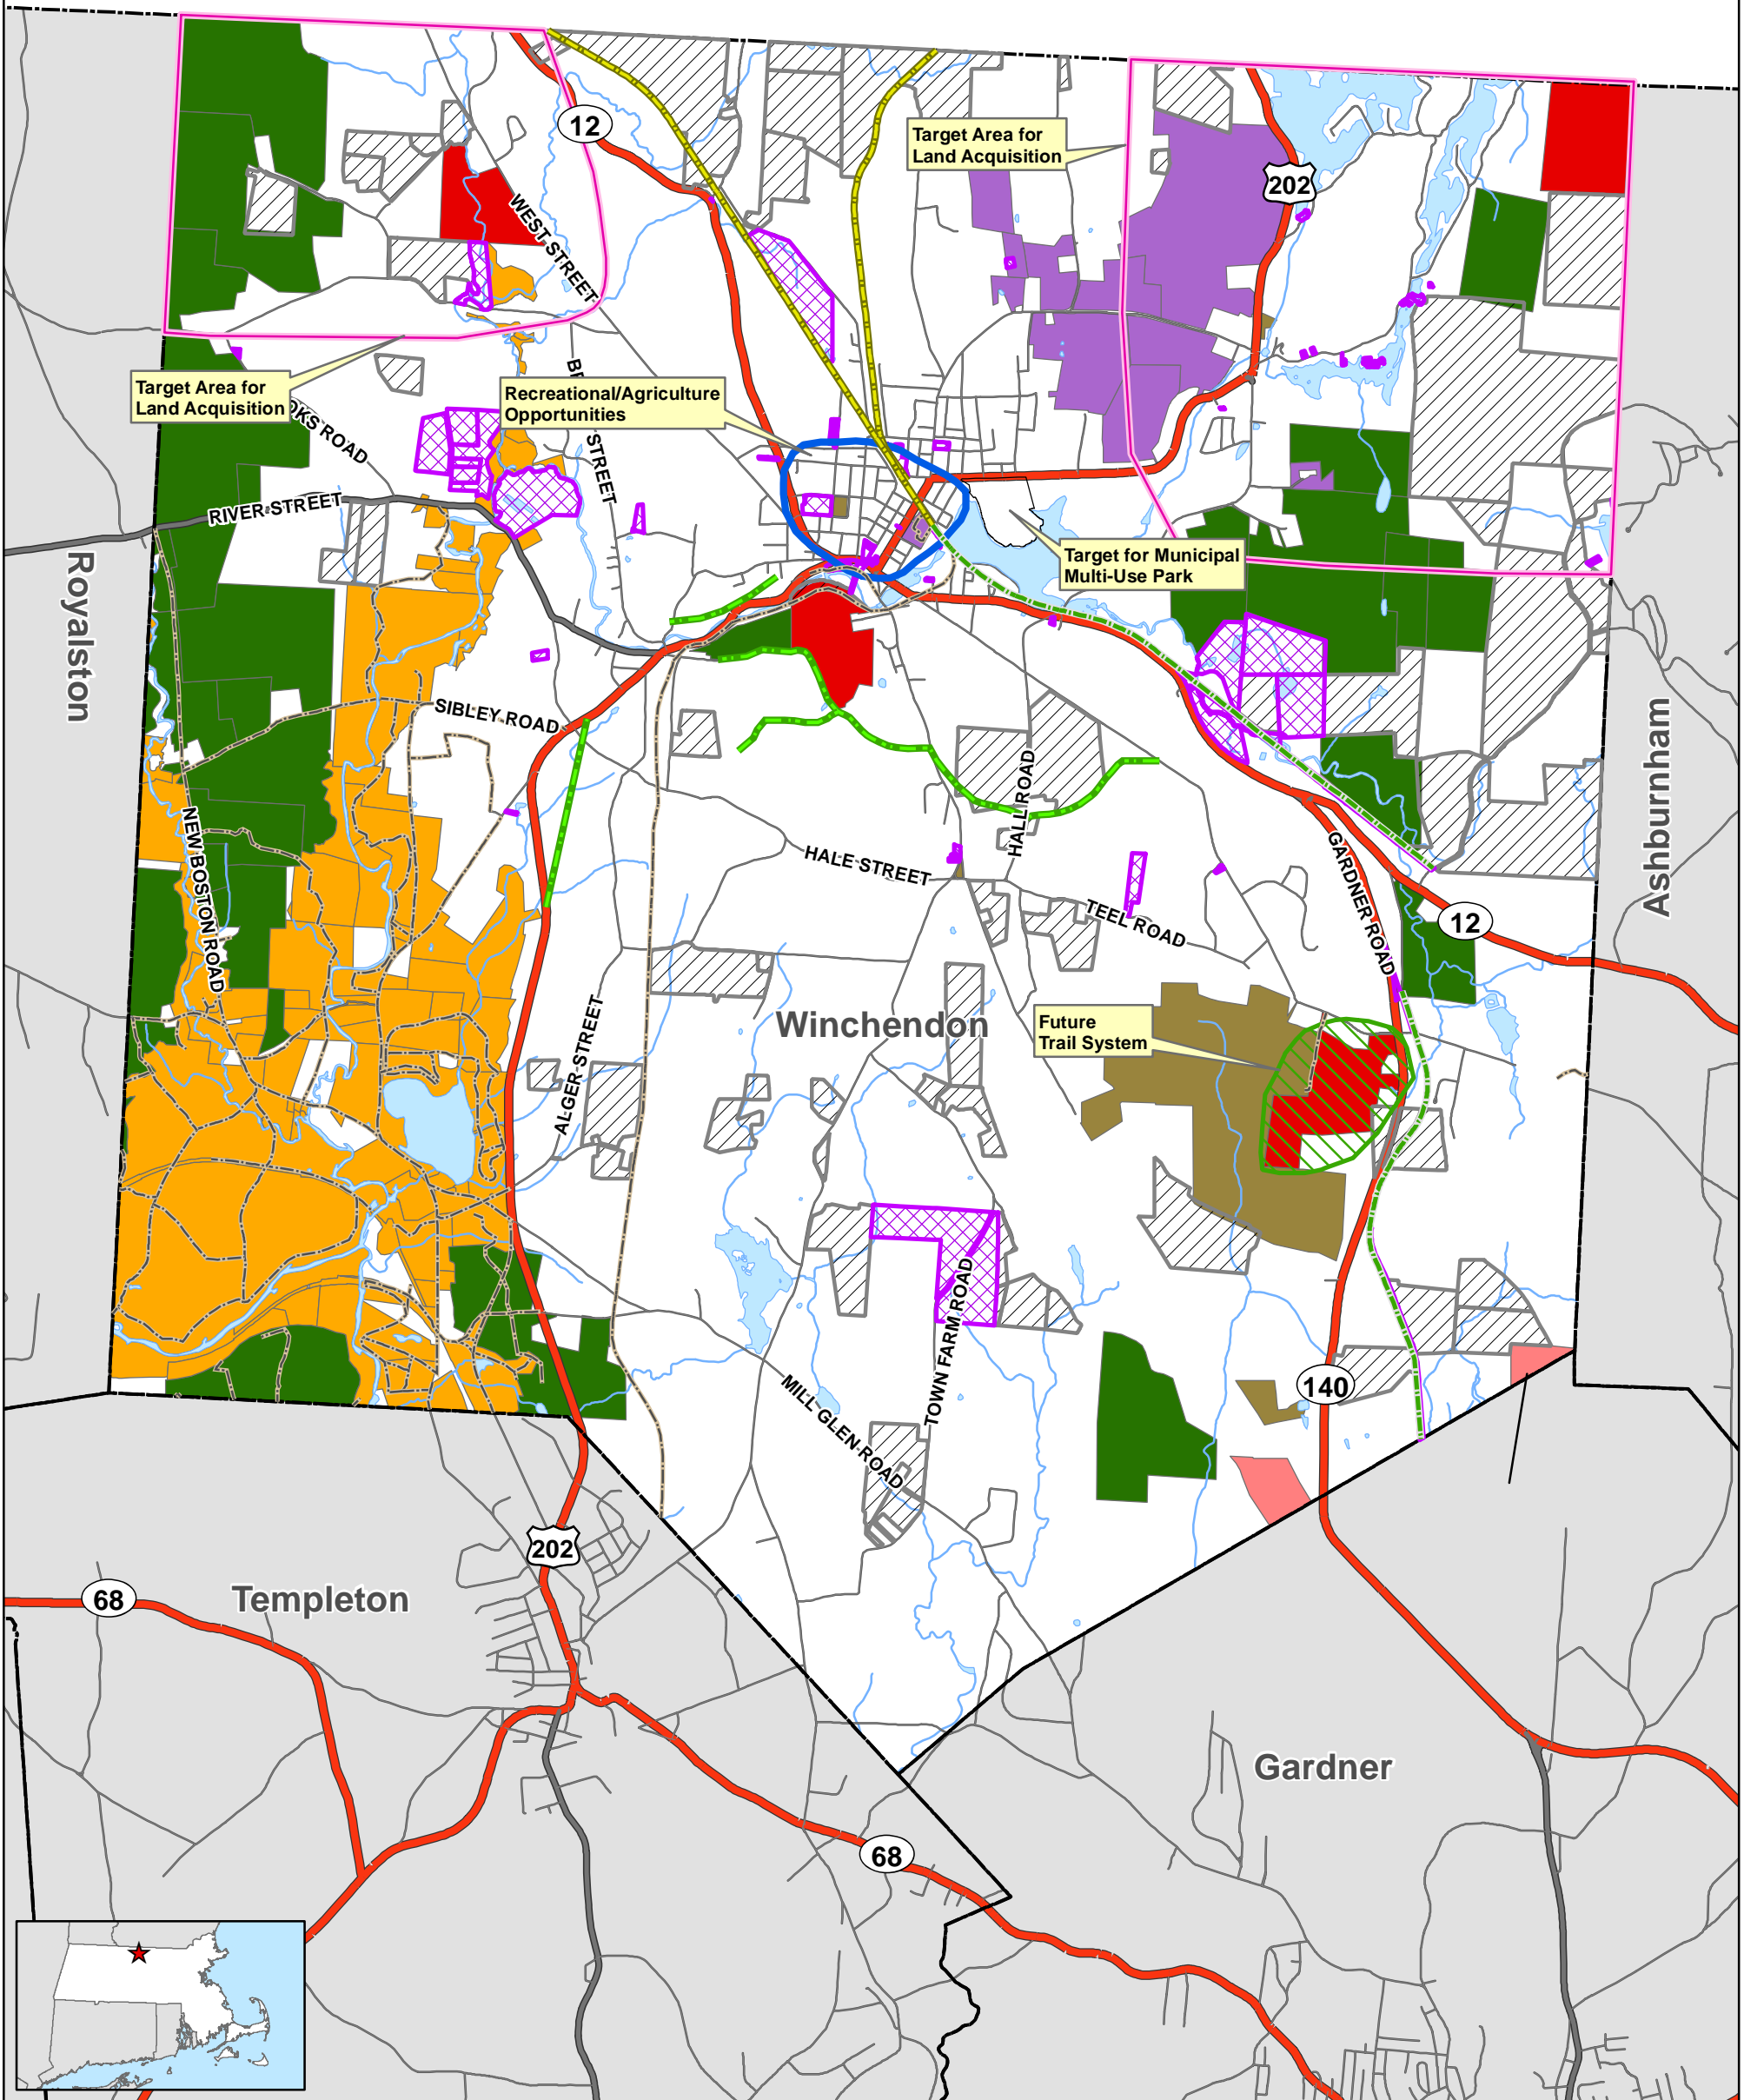 12
Target Area for
Land Acquisition
202
WEST STREET
Target Area for
Land Acquisition
Recreational/Agriculture
Opportunities
OKS ROAD
STREET
RIVER STREET
Target for Municipal
Multi-Use Park
Royalston
SIBLEY ROAD
Ashburnham
NEW BOSTON ROAD
HALL ROAD
HALE STREET
GARDNER ROAD
TEEL ROAD
12
Winchendon
Future
Trail System
ALGER STREET
TOWN FARM ROAD
140
MILL GLEN ROAD
202
Templeton
68
Gardner
68